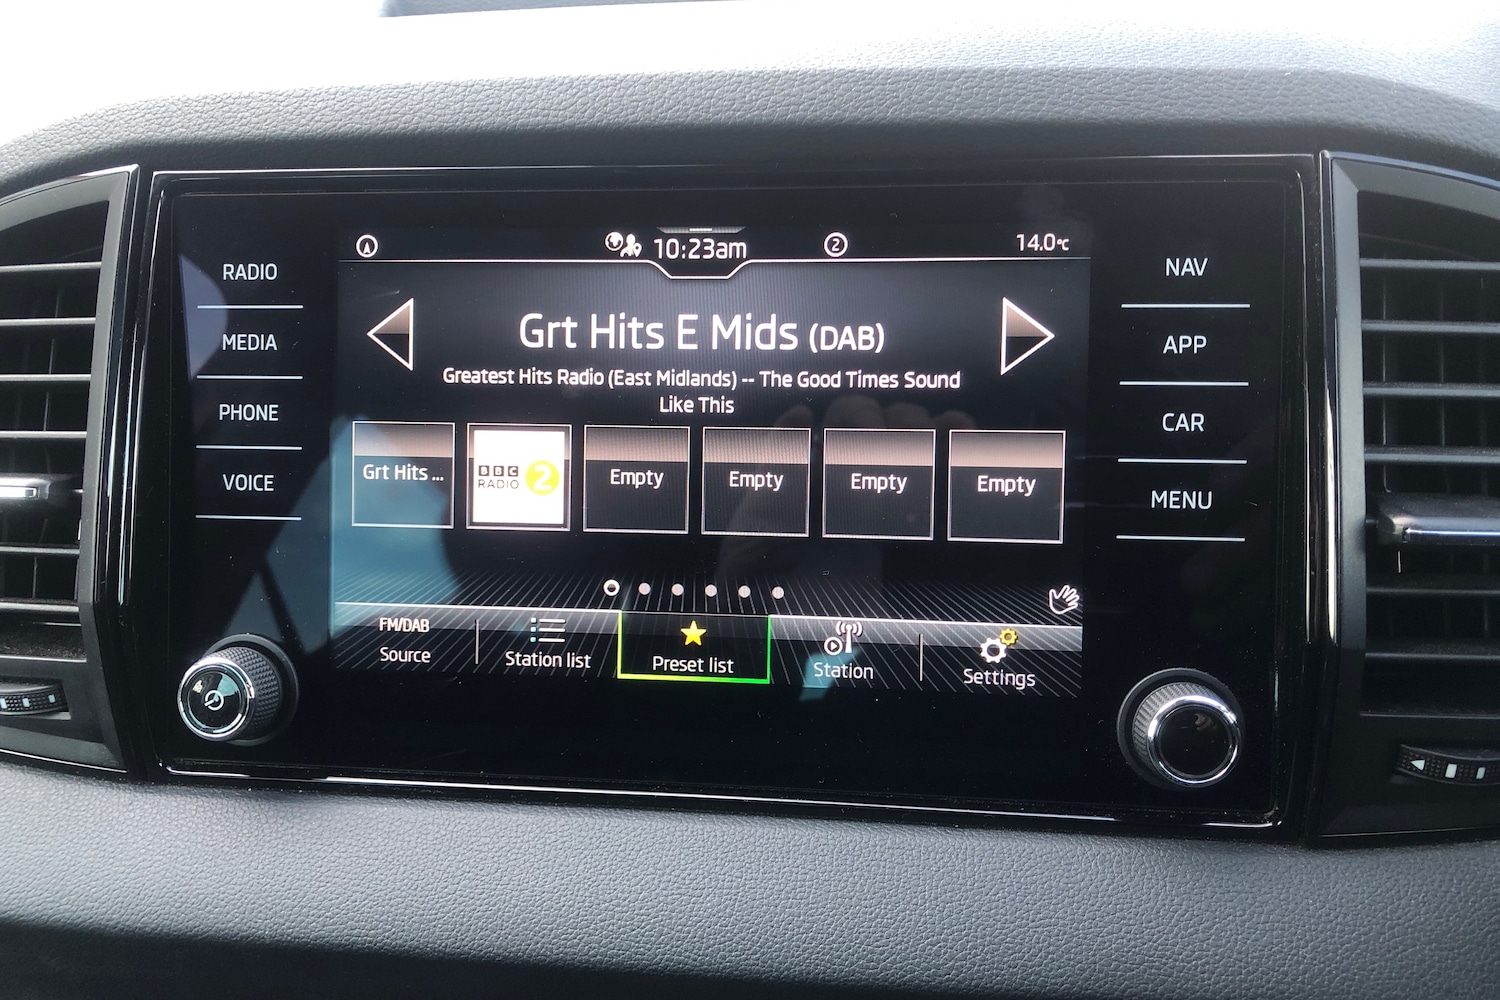 10:23am
2
14.0°C
RADIO
MEDIA
PHONE
VOICE
NAV
APP
CAR
MENU
Grt Hits E Mids (DAB)
Greatest Hits Radio (East Midlands) -- The Good Times Sound
Like This
Grt Hits ...
BBC
RADIO 2
Empty
Empty
Empty
Empty
FM/DAB
Source
Station list
Preset list
Station
Settings